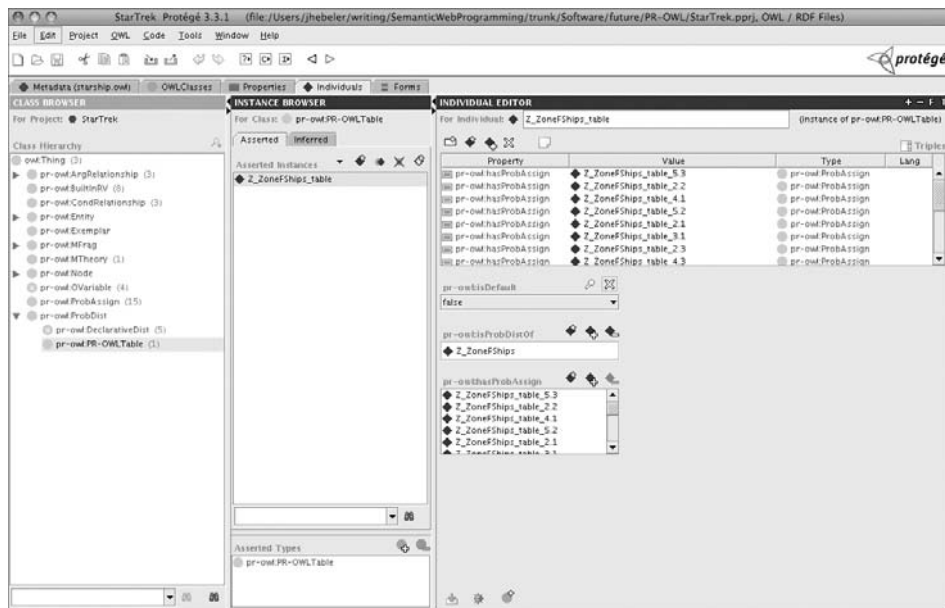 StarTrek Protégé 3.3.1 (file:/Users/jhebeler/writing/SemanticWebProgramming/trunk/Software/future/PR-OWL/StarTrek.pprj, OWL / RDF Files)
File Edit Project OWL Code Tools Window Help
protégé
Metadata (starship.owl) OWLClasses Properties Individuals Forms
CLASS BROWSER
For Project: StarTrek
Class Hierarchy
owl:Thing (3)
pr-owl:ArgRelationship (3)
pr-owl:BuiltInRV (8)
pr-owl:CondRelationship (3)
pr-owl:Entity
pr-owl:Exemplar
pr-owl:MFrag
pr-owl:MTheory (1)
pr-owl:Node
pr-owl:OVariable (4)
pr-owl:ProbAssign (15)
pr-owl:ProbDist
pr-owl:DeclarativeDist (5)
pr-owl:PR-OWLTable (1)
INSTANCE BROWSER
For Class: pr-owl:PR-OWLTable
Asserted Inferred
Asserted Instances
Z_ZoneFShips_table
Asserted Types
pr-owl:PR-OWLTable
INDIVIDUAL EDITOR
For Individual: Z_ZoneFShips_table (instance of pr-owl:PR-OWLTable)
Triples
Property Value Type Lang
pr-owl:hasProbAssign Z_ZoneFShips_table_5.3 pr-owl:ProbAssign
pr-owl:hasProbAssign Z_ZoneFShips_table_2.2 pr-owl:ProbAssign
pr-owl:hasProbAssign Z_ZoneFShips_table_4.1 pr-owl:ProbAssign
pr-owl:hasProbAssign Z_ZoneFShips_table_5.2 pr-owl:ProbAssign
pr-owl:hasProbAssign Z_ZoneFShips_table_2.1 pr-owl:ProbAssign
pr-owl:hasProbAssign Z_ZoneFShips_table_3.1 pr-owl:ProbAssign
pr-owl:hasProbAssign Z_ZoneFShips_table_2.3 pr-owl:ProbAssign
pr-owl:hasProbAssign Z_ZoneFShips_table_4.3 pr-owl:ProbAssign
pr-owl:isDefault
false
pr-owl:isProbDistOf
Z_ZoneFShips
pr-owl:hasProbAssign
Z_ZoneFShips_table_5.3
Z_ZoneFShips_table_2.2
Z_ZoneFShips_table_4.1
Z_ZoneFShips_table_5.2
Z_ZoneFShips_table_2.1
Z_ZoneFShips_table_3.1